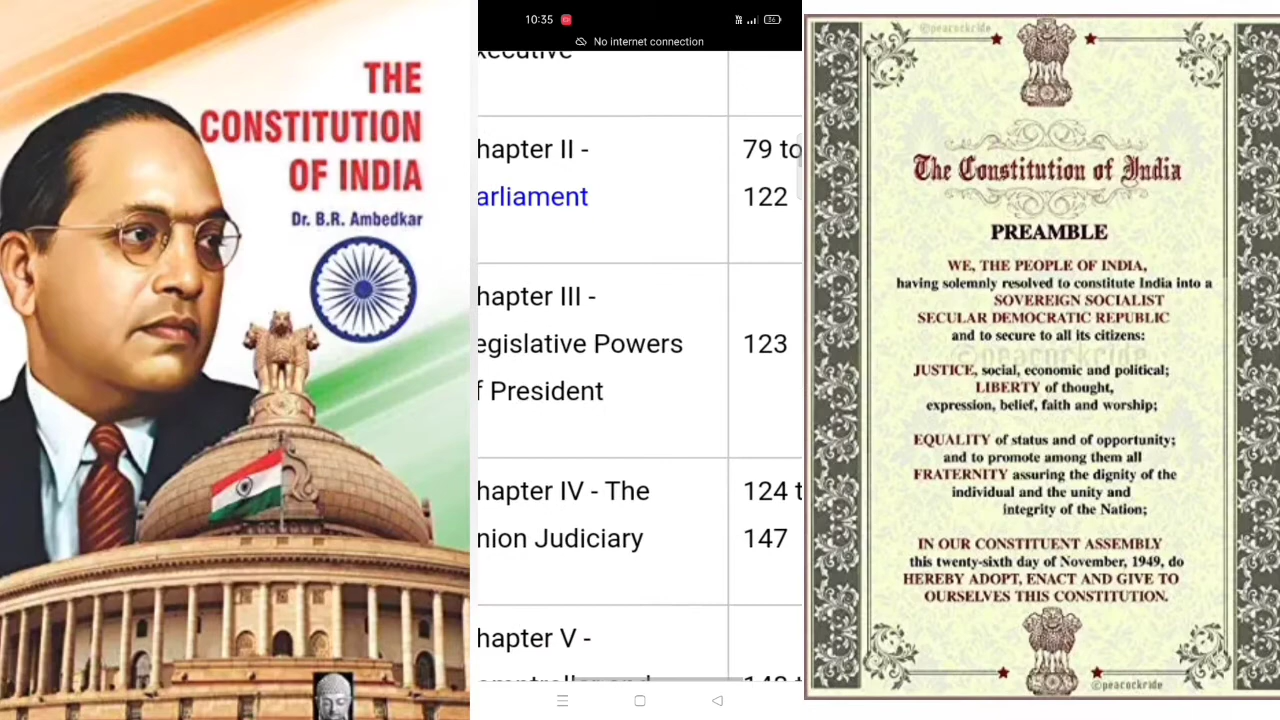 THE
CONSTITUTION
OF INDIA
Dr. B.R. Ambedkar
10:35
No internet connection
xecutive
hapter II -
79 to
arliament
122
hapter III -
egislative Powers
123
f President
hapter IV - The
124 t
nion Judiciary
147
hapter V -
©peacockride
The Constitution of India
PREAMBLE
WE, THE PEOPLE OF INDIA,
having solemnly resolved to constitute India into a
SOVEREIGN SOCIALIST
SECULAR DEMOCRATIC REPUBLIC
and to secure to all its citizens:
©peacockride
JUSTICE, social, economic and political;
LIBERTY of thought,
expression, belief, faith and worship;
EQUALITY of status and of opportunity;
and to promote among them all
FRATERNITY assuring the dignity of the
individual and the unity and
integrity of the Nation;
IN OUR CONSTITUENT ASSEMBLY
this twenty-sixth day of November, 1949, do
HEREBY ADOPT, ENACT AND GIVE TO
OURSELVES THIS CONSTITUTION.
©peacockride